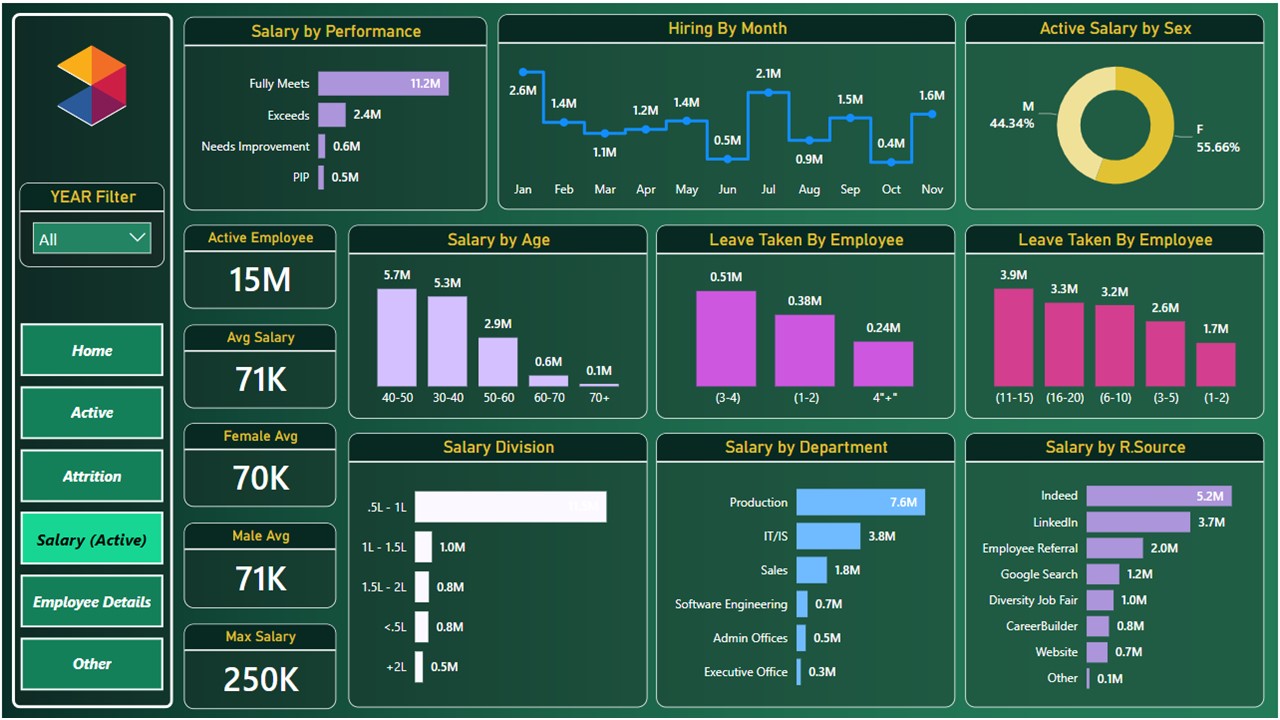 YEAR Filter
All
Home
Active
Attrition
Salary (Active)
Employee Details
Other
Salary by Performance
Fully Meets 11.2M
Exceeds 2.4M
Needs Improvement 0.6M
PIP 0.5M
Hiring By Month
2.6M 1.4M 1.1M 1.2M 1.4M 0.5M 2.1M 0.9M 1.5M 0.4M 1.6M
Jan Feb Mar Apr May Jun Jul Aug Sep Oct Nov
Active Salary by Sex
M
44.34%
F
55.66%
Active Employee
15M
Avg Salary
71K
Female Avg
70K
Male Avg
71K
Max Salary
250K
Salary by Age
5.7M 5.3M 2.9M 0.6M 0.1M
40-50 30-40 50-60 60-70 70+
Leave Taken By Employee
0.51M 0.38M 0.24M
(3-4) (1-2) 4"+"
Leave Taken By Employee
3.9M 3.3M 3.2M 2.6M 1.7M
(11-15) (16-20) (6-10) (3-5) (1-2)
Salary Division
.5L - 1L
1L - 1.5L 1.0M
1.5L - 2L 0.8M
<.5L 0.8M
+2L 0.5M
Salary by Department
Production 7.6M
IT/IS 3.8M
Sales 1.8M
Software Engineering 0.7M
Admin Offices 0.5M
Executive Office 0.3M
Salary by R.Source
Indeed 5.2M
LinkedIn 3.7M
Employee Referral 2.0M
Google Search 1.2M
Diversity Job Fair 1.0M
CareerBuilder 0.8M
Website 0.7M
Other 0.1M